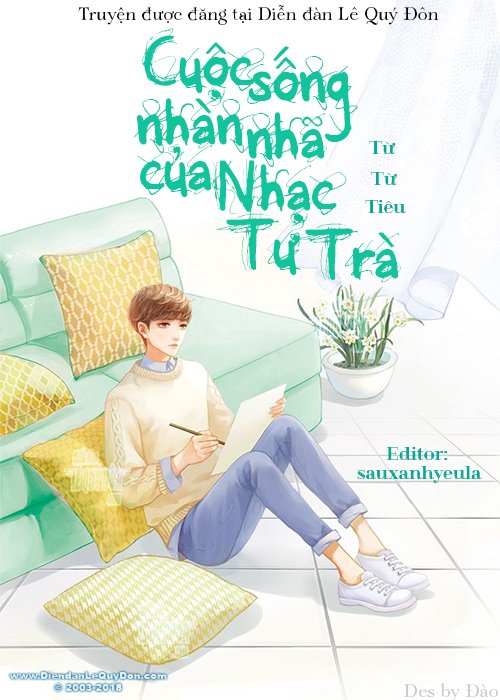 Truyện được đăng tại Diễn đàn Lê Quý Đôn
Cuộc sống
nhàn nhã
của Nhạc
Tư Trà
Từ
Từ
Tiêu
Editor:
sauxanhyeula
www.DiendanLeQuyDon.com
© 2003-2018
Des by Đào